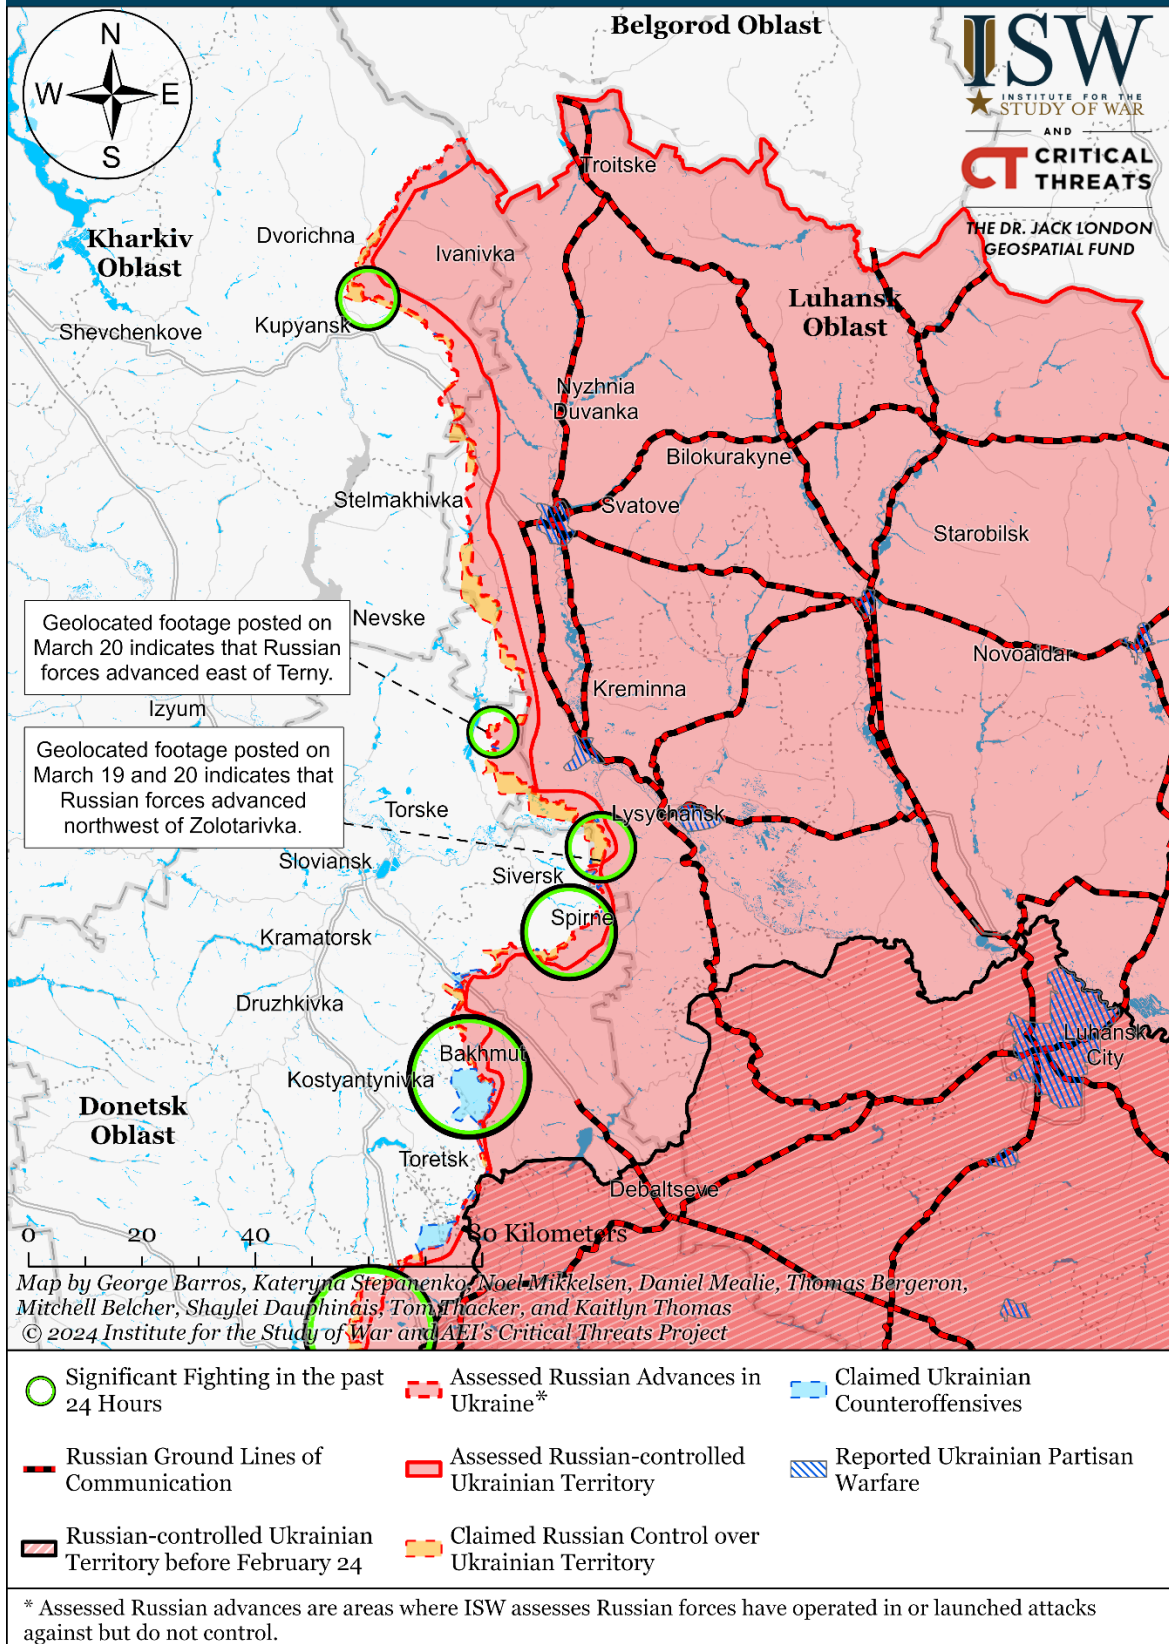 Belgorod Oblast
N
W
E
S
ISW
INSTITUTE FOR THE
STUDY OF WAR
AND
CT CRITICAL
THREATS
THE DR. JACK LONDON
GEOSPATIAL FUND
Troitske
Dvorichna
Kharkiv
Oblast
Ivanivka
Luhansk
Oblast
Kupyansk
Shevchenkove
Nyzhnia
Duvanka
Bilokurakyne
Stelmakhivka
Svatove
Starobilsk
Geolocated footage posted on
March 20 indicates that Russian
forces advanced east of Terny.
Nevske
Novoaidar
Kreminna
Izyum
Geolocated footage posted on
March 19 and 20 indicates that
Russian forces advanced
northwest of Zolotarivka.
Torske
Lysychansk
Sloviansk
Siversk
Spirne
Kramatorsk
Druzhkivka
Luhansk
City
Bakhmut
Kostyantynivka
Donetsk
Oblast
Toretsk
Debaltseve
0 20 40 80 Kilometers
Map by George Barros, Kateryna Stepanenko, Noel Mikkelsen, Daniel Mealie, Thomas Bergeron,
Mitchell Belcher, Shaylei Dauphinais, Tom Thacker, and Kaitlyn Thomas
© 2024 Institute for the Study of War and AEI's Critical Threats Project
Significant Fighting in the past
24 Hours
Russian Ground Lines of
Communication
Russian-controlled Ukrainian
Territory before February 24
Assessed Russian Advances in
Ukraine*
Assessed Russian-controlled
Ukrainian Territory
Claimed Russian Control over
Ukrainian Territory
Claimed Ukrainian
Counteroffensives
Reported Ukrainian Partisan
Warfare
* Assessed Russian advances are areas where ISW assesses Russian forces have operated in or launched attacks
against but do not control.